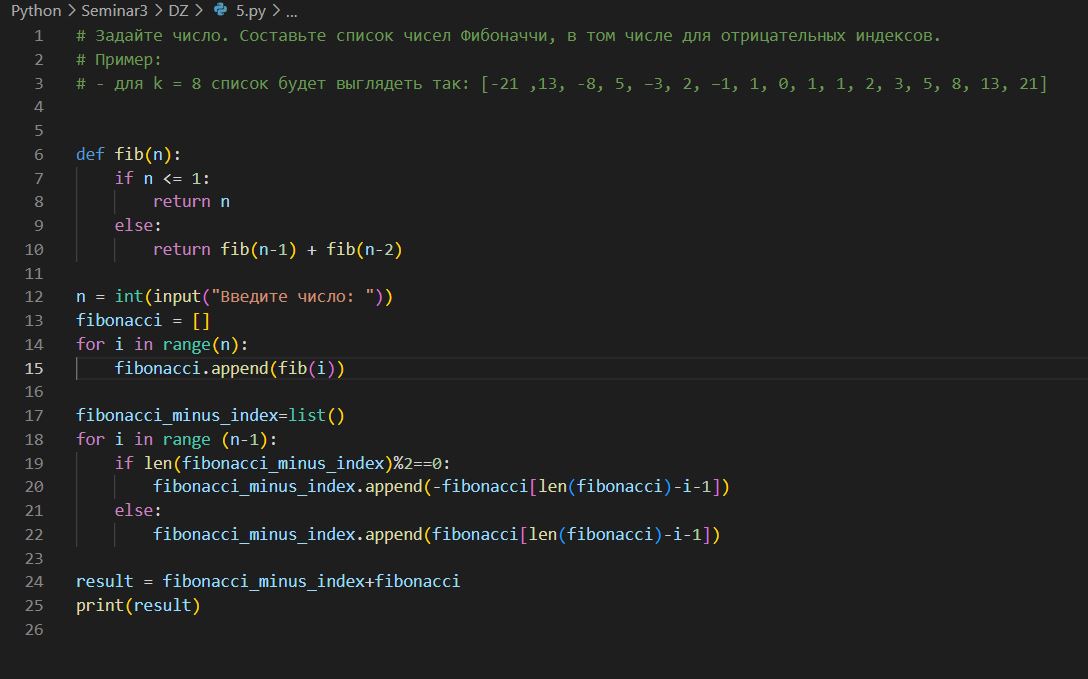 Python > Seminar3 > DZ > 5.py > ...
1 # Задайте число. Составьте список чисел Фибоначчи, в том числе для отрицательных индексов.
2 # Пример:
3 # - для k = 8 список будет выглядеть так: [-21 ,13, -8, 5, −3, 2, −1, 1, 0, 1, 1, 2, 3, 5, 8, 13, 21]
4
5
6 def fib(n):
7     if n <= 1:
8         return n
9     else:
10         return fib(n-1) + fib(n-2)
11
12 n = int(input("Введите число: "))
13 fibonacci = []
14 for i in range(n):
15     fibonacci.append(fib(i))
16
17 fibonacci_minus_index=list()
18 for i in range (n-1):
19     if len(fibonacci_minus_index)%2==0:
20         fibonacci_minus_index.append(-fibonacci[len(fibonacci)-i-1])
21     else:
22         fibonacci_minus_index.append(fibonacci[len(fibonacci)-i-1])
23
24 result = fibonacci_minus_index+fibonacci
25 print(result)
26